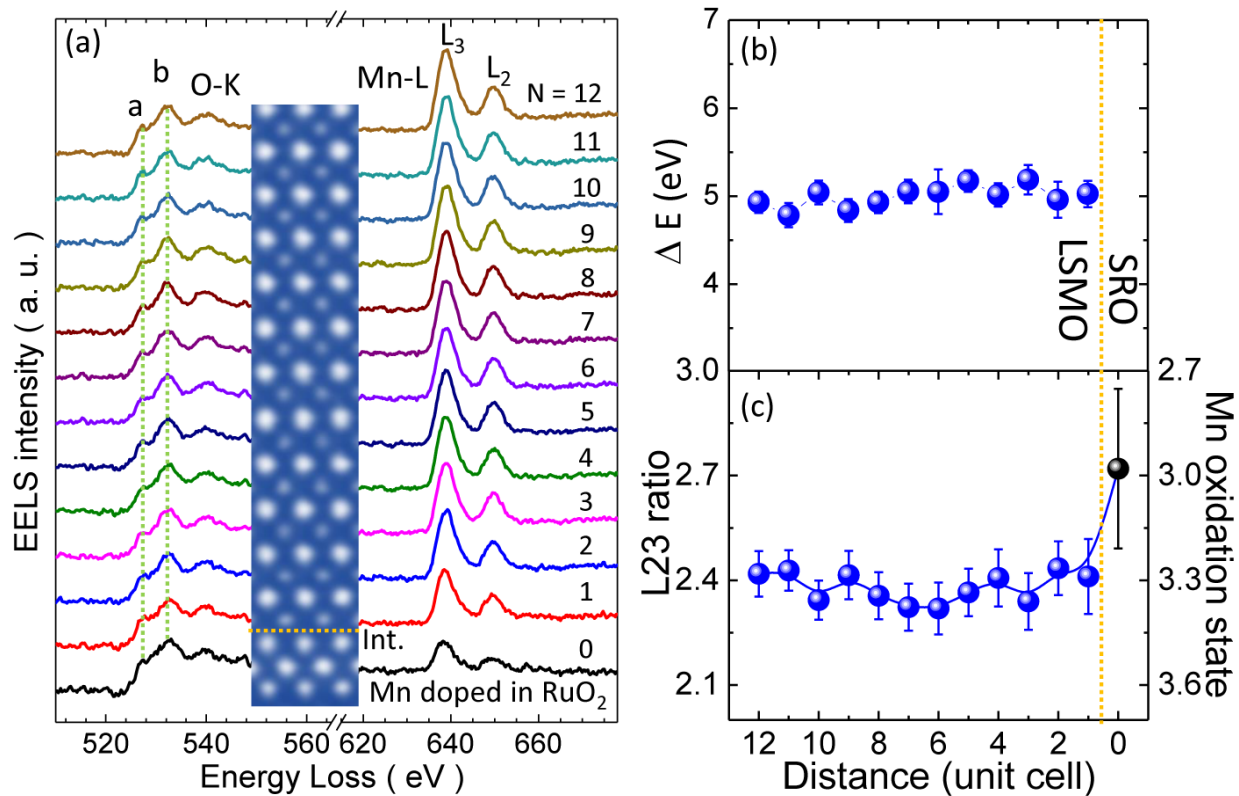 (a)
a
b
O-K
Mn-L
L3
L2
N = 12
11
10
9
8
7
6
5
4
3
2
1
0
Int.
Mn doped in RuO2
EELS intensity ( a. u. )
520 540 560 620 640 660
Energy Loss ( eV )
(b)
7
6
5
4
3.0
Δ E (eV)
LSMO
SRO
(c)
2.7
2.4
2.1
L23 ratio
2.7
3.0
3.3
3.6
Mn oxidation state
12 10 8 6 4 2 0
Distance (unit cell)